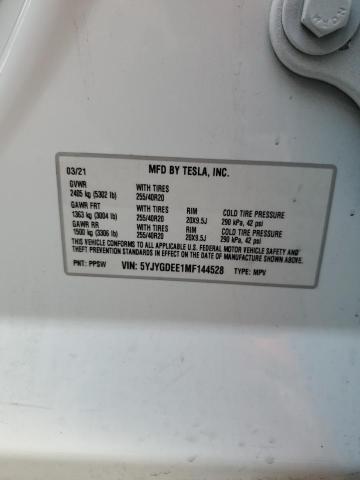 NORM
03/21 MFD BY TESLA, INC.
GVWR WITH TIRES
2405 kg (5302 lb) 255/40R20
GAWR FRT WITH TIRES RIM COLD TIRE PRESSURE
1363 kg (3004 lb) 255/40R20 20X9.5J 290 kPa, 42 psi
GAWR RR WITH TIRES RIM COLD TIRE PRESSURE
1500 kg (3306 lb) 255/40R20 20X9.5J 290 kPa, 42 psi
THIS VEHICLE CONFORMS TO ALL APPLICABLE U.S. FEDERAL MOTOR VEHICLE SAFETY AND
THEFT PREVENTION STANDARDS IN EFFECT ON THE DATE OF MANUFACTURE SHOWN ABOVE.
PNT: PPSW VIN: 5YJYGDEE1MF144528 TYPE: MPV